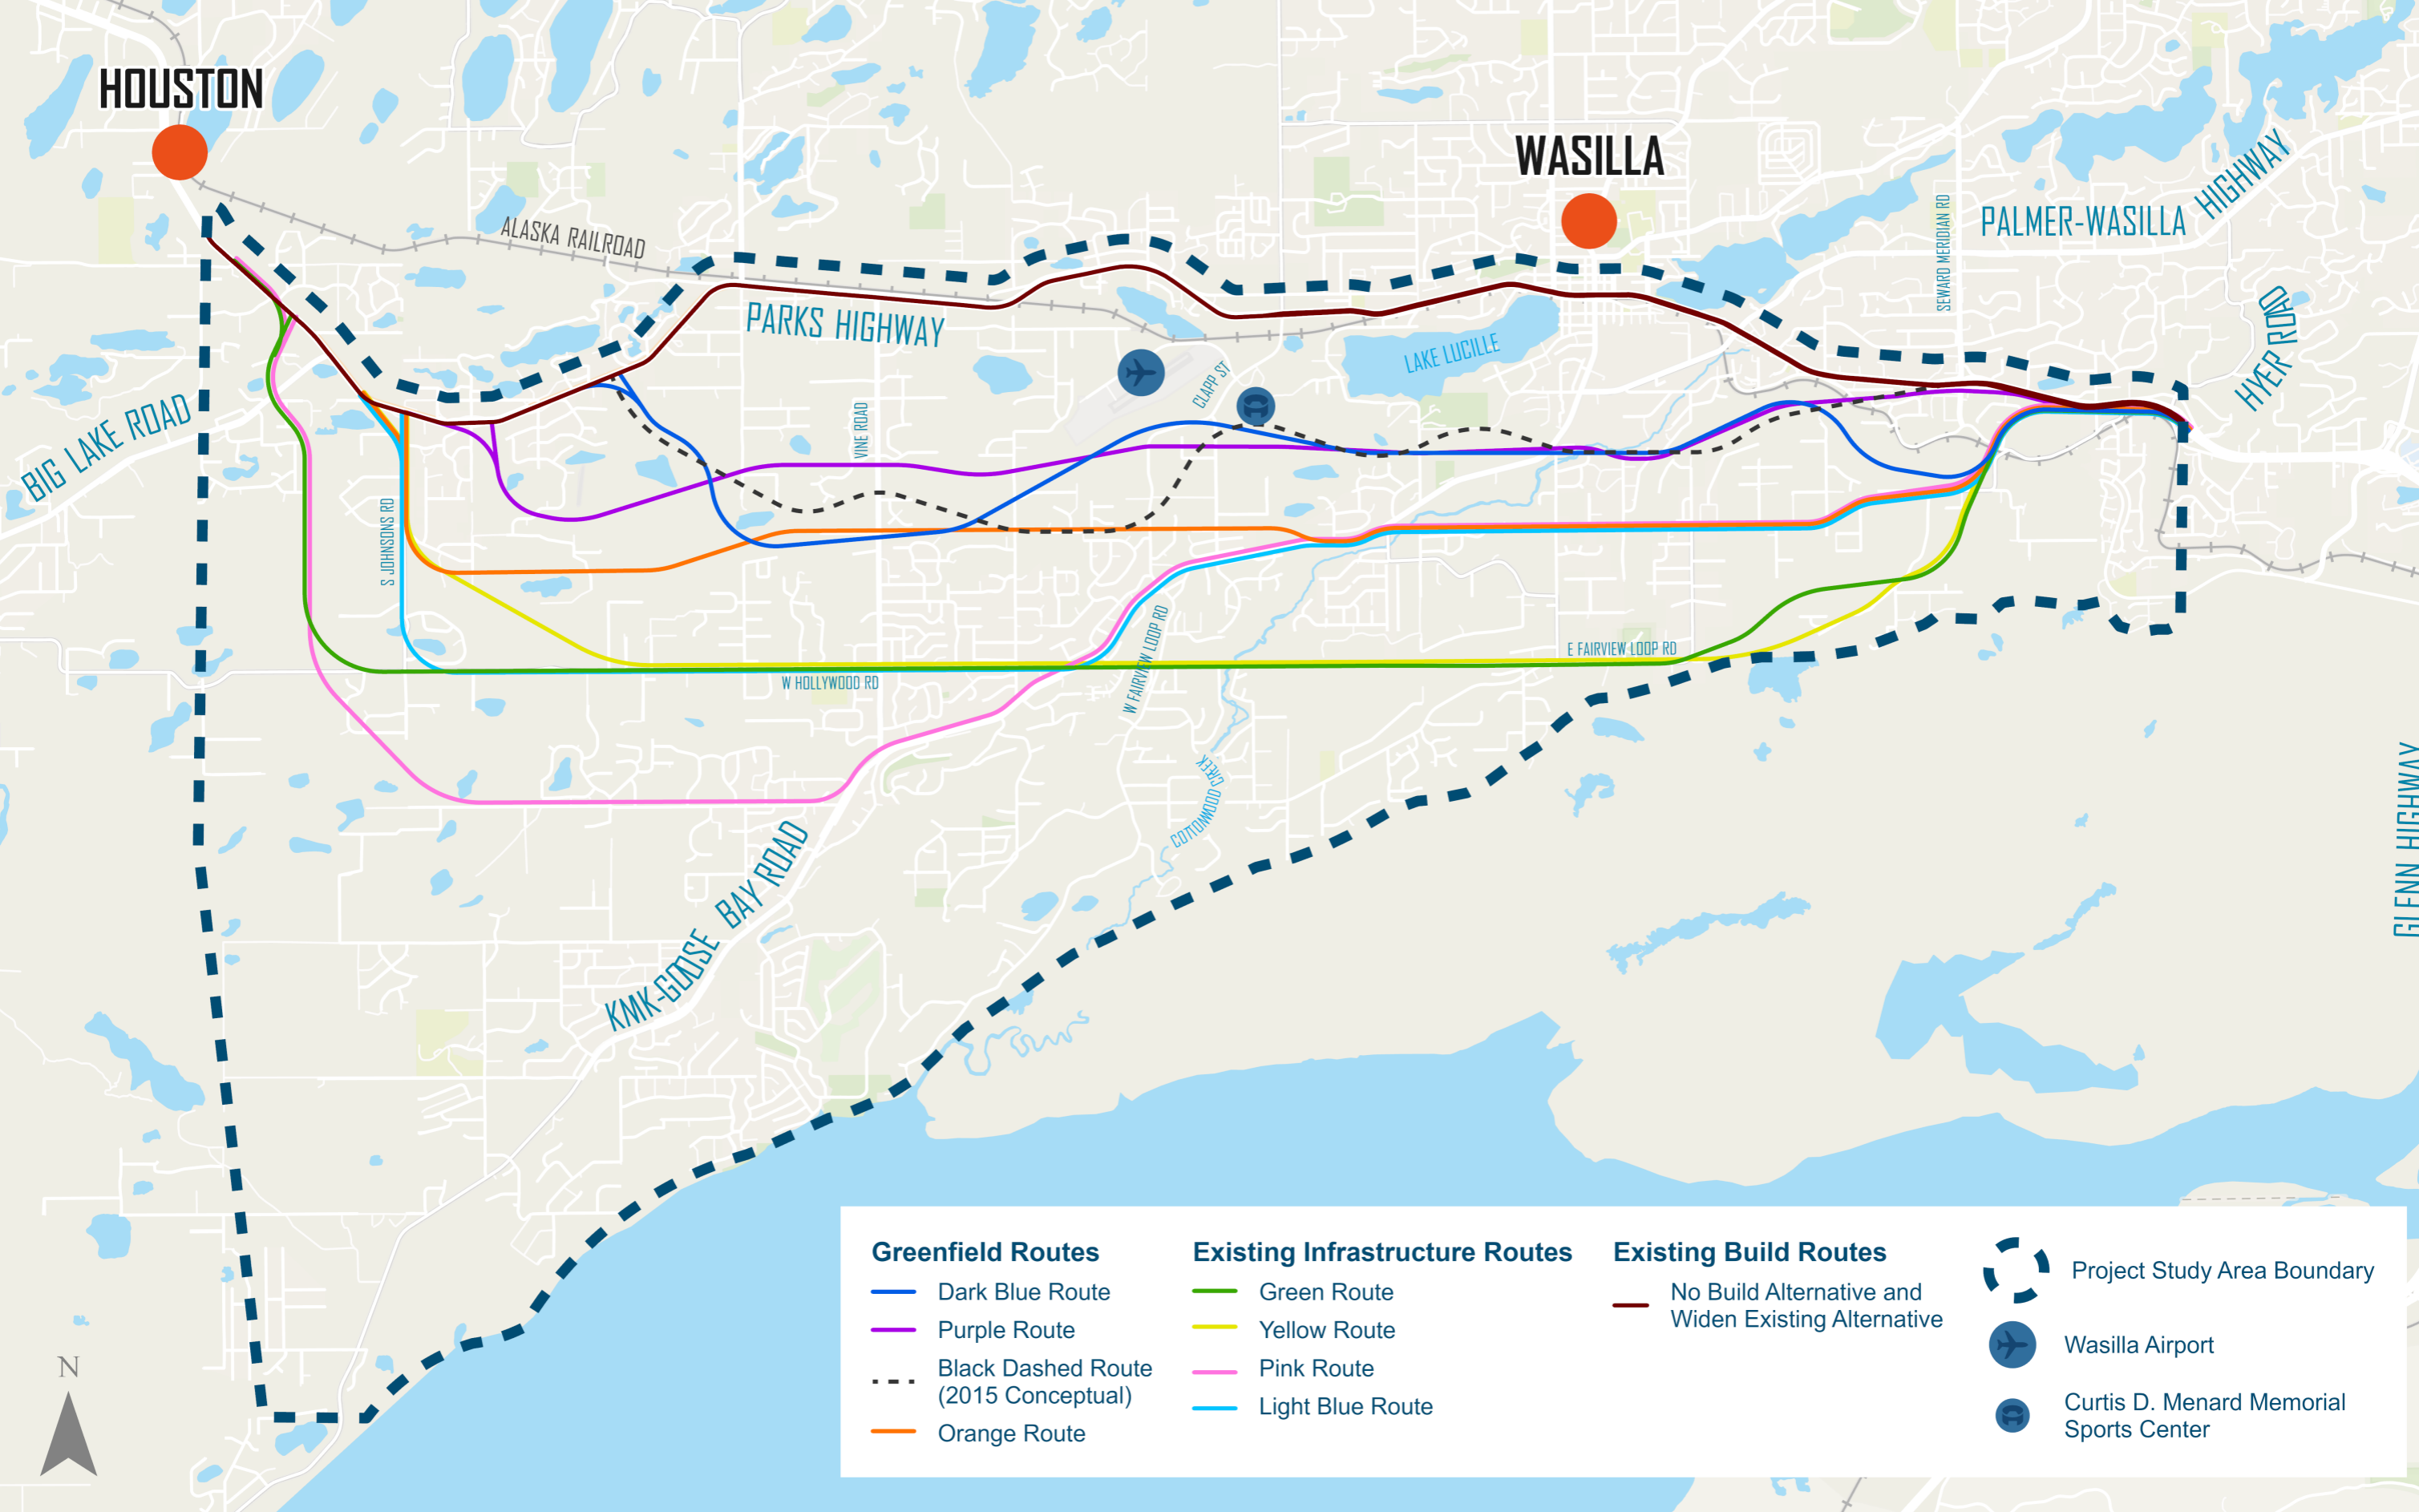 HOUSTON
WASILLA
PALMER-WASILLA HIGHWAY
SEWARD MERIDIAN RD
ALASKA RAILROAD
PARKS HIGHWAY
HYER ROAD
LAKE LUCILLE
CLAPP ST
BIG LAKE ROAD
VINE ROAD
S JOHNSONS RD
W FAIRVIEW LOOP RD
E FAIRVIEW LOOP RD
W HOLLYWOOD RD
COTTONWOOD CREEK
KNIK-GOOSE BAY ROAD
GLENN HIGHWAY
N
Greenfield Routes
Dark Blue Route
Purple Route
Black Dashed Route
(2015 Conceptual)
Orange Route
Existing Infrastructure Routes
Green Route
Yellow Route
Pink Route
Light Blue Route
Existing Build Routes
No Build Alternative and
Widen Existing Alternative
Project Study Area Boundary
Wasilla Airport
Curtis D. Menard Memorial
Sports Center